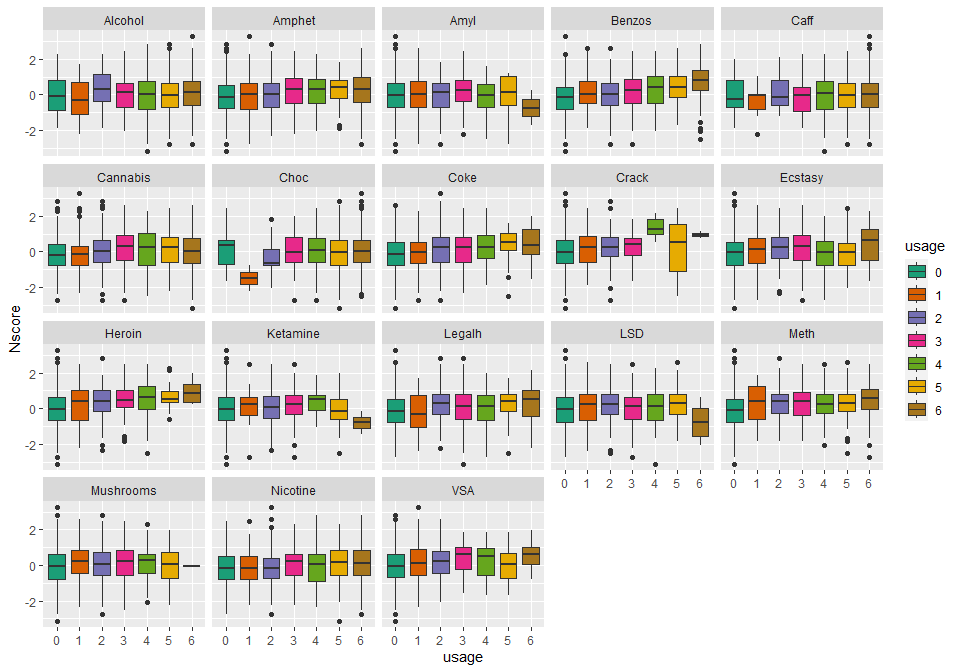 Alcohol Amphet Amyl Benzos Caff
2
0
-2
Cannabis Choc Coke Crack Ecstasy
2
0
-2
Heroin Ketamine Legalh LSD Meth
2
0
-2
0 1 2 3 4 5 6 0 1 2 3 4 5 6
Mushrooms Nicotine VSA
2
0
-2
0 1 2 3 4 5 6 0 1 2 3 4 5 6 0 1 2 3 4 5 6
usage
Nscore
usage
0
1
2
3
4
5
6